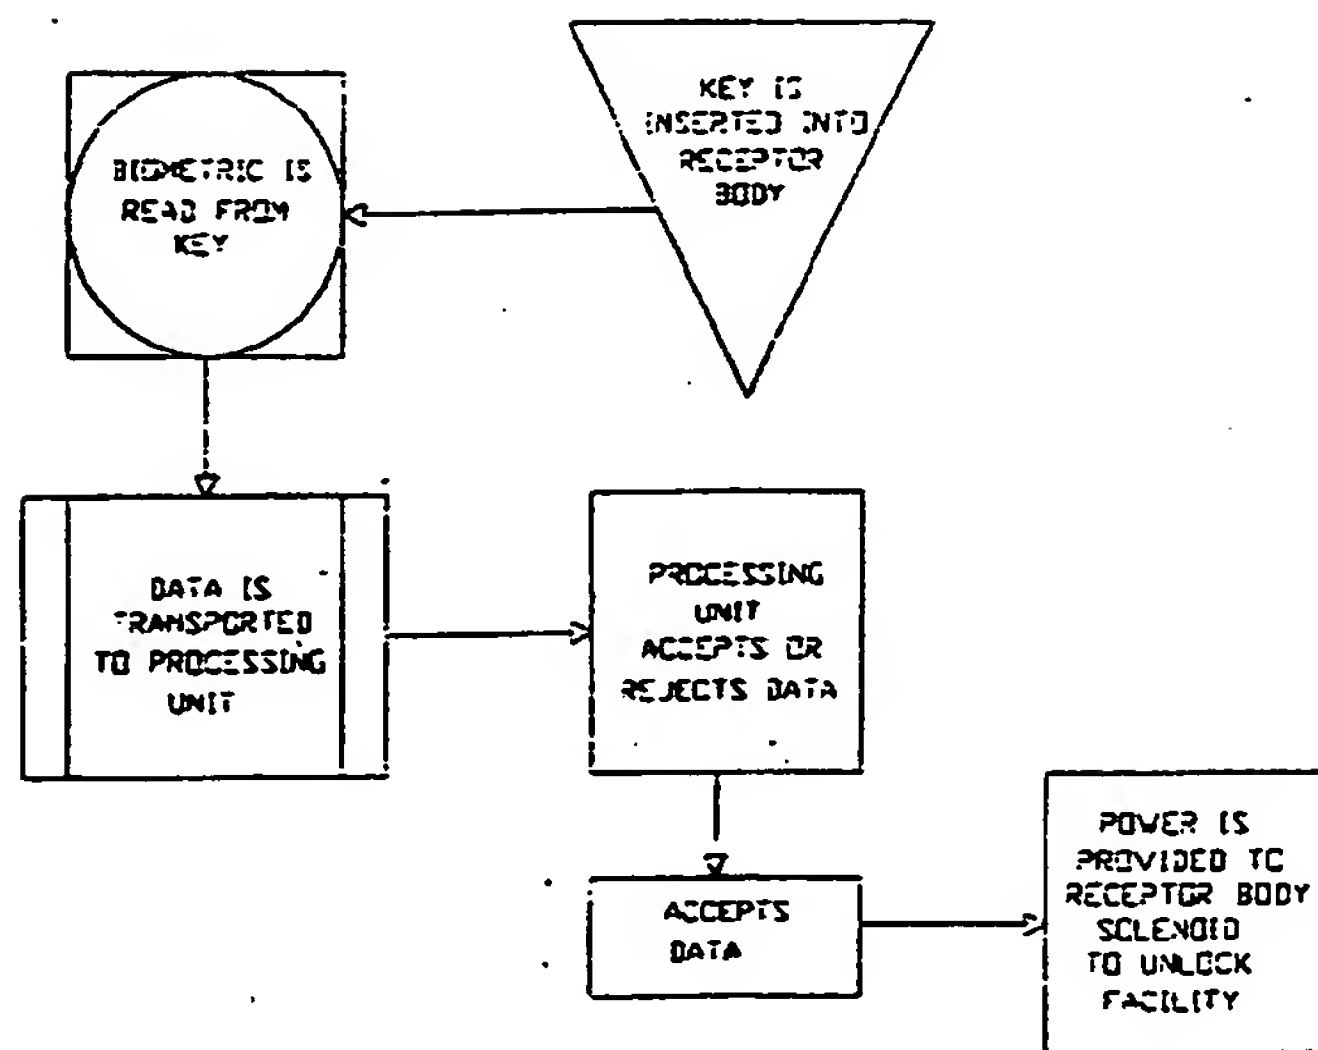 KEY IS
INSERTED INTO
RECEPTOR
BODY
BIOMETRIC IS
READ FROM
KEY
DATA IS
TRANSPORTED
TO PROCESSING
UNIT
PROCESSING
UNIT
ACCEPTS OR
REJECTS DATA
ACCEPTS
DATA
POWER IS
PROVIDED TO
RECEPTOR BODY
SOLENOID
TO UNLOCK
FACILITY